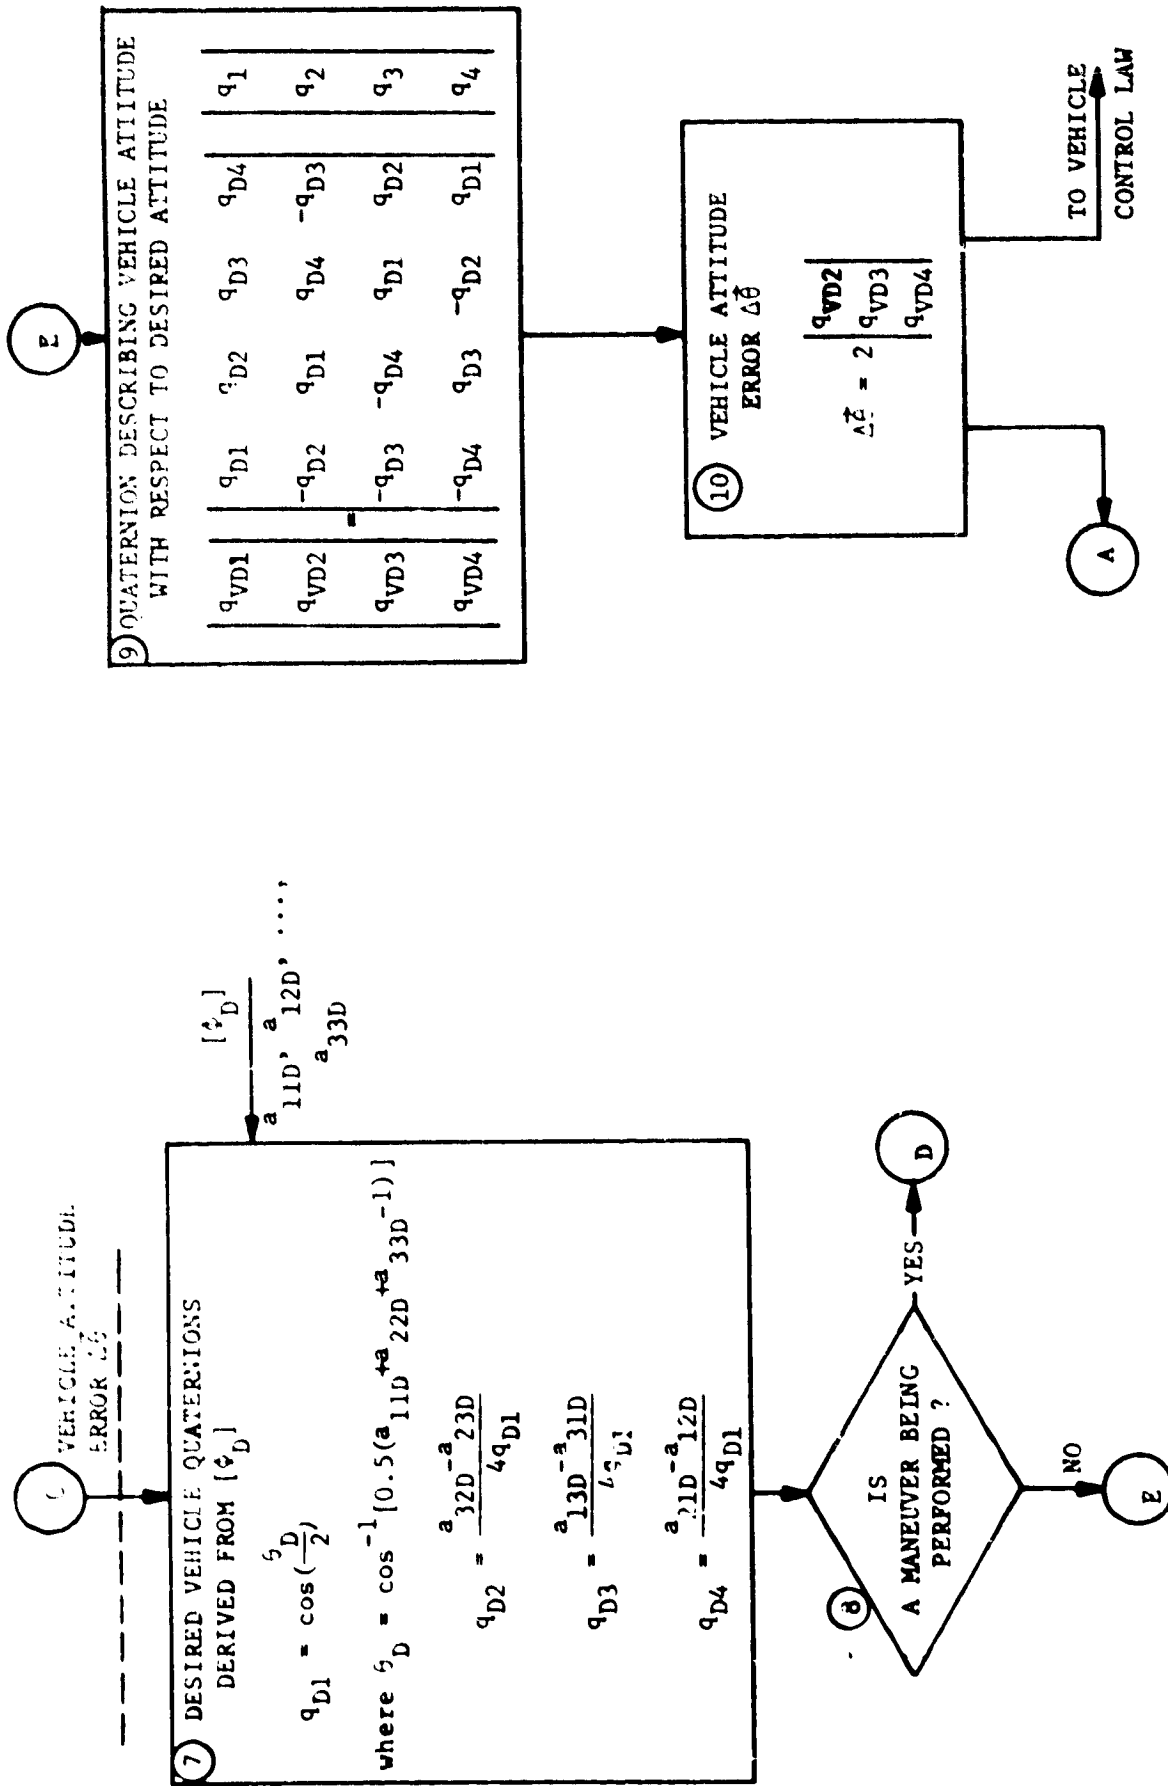 C
VEHICLE ATTITUDE
ERROR
7 DESIRED VEHICLE QUATERNIONS
DERIVED FROM [ΦD]
qD1 = cos(θD/2)
where θD = cos-1[0.5(a11D+a22D+a33D-1)]
qD2 = a32D-a23D / 4qD1
qD3 = a13D-a31D / 4qD1
qD4 = a21D-a12D / 4qD1
[ΦD]
a11D, a12D, ....,
a33D
8
IS
A MANEUVER BEING
PERFORMED ?
YES
D
NO
E
E
9 QUATERNION DESCRIBING VEHICLE ATTITUDE
WITH RESPECT TO DESIRED ATTITUDE
qVD1 qD1 qD2 qD3 qD4 q1
qVD2 = -qD2 qD1 qD4 -qD3 q2
qVD3 -qD3 -qD4 qD1 qD2 q3
qVD4 -qD4 qD3 -qD2 qD1 q4
10 VEHICLE ATTITUDE
ERROR Δθ⃗
qVD2
Δθ⃗ = 2 qVD3
qVD4
A
TO VEHICLE
CONTROL LAW